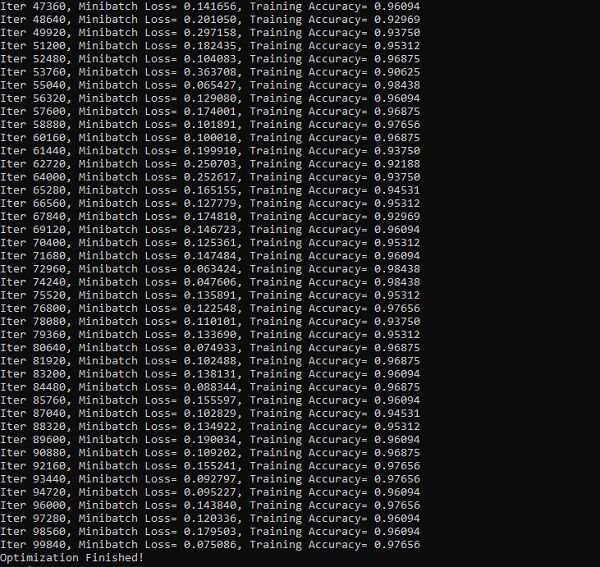 Iter 47360, Minibatch Loss= 0.141656, Training Accuracy= 0.96094
Iter 48640, Minibatch Loss= 0.201050, Training Accuracy= 0.92969
Iter 49920, Minibatch Loss= 0.297158, Training Accuracy= 0.93750
Iter 51200, Minibatch Loss= 0.182435, Training Accuracy= 0.95312
Iter 52480, Minibatch Loss= 0.104083, Training Accuracy= 0.96875
Iter 53760, Minibatch Loss= 0.363708, Training Accuracy= 0.90625
Iter 55040, Minibatch Loss= 0.065427, Training Accuracy= 0.98438
Iter 56320, Minibatch Loss= 0.129080, Training Accuracy= 0.96094
Iter 57600, Minibatch Loss= 0.174001, Training Accuracy= 0.96875
Iter 58880, Minibatch Loss= 0.101891, Training Accuracy= 0.97656
Iter 60160, Minibatch Loss= 0.100010, Training Accuracy= 0.96875
Iter 61440, Minibatch Loss= 0.199910, Training Accuracy= 0.93750
Iter 62720, Minibatch Loss= 0.250703, Training Accuracy= 0.92188
Iter 64000, Minibatch Loss= 0.252617, Training Accuracy= 0.93750
Iter 65280, Minibatch Loss= 0.165155, Training Accuracy= 0.94531
Iter 66560, Minibatch Loss= 0.127779, Training Accuracy= 0.95312
Iter 67840, Minibatch Loss= 0.174810, Training Accuracy= 0.92969
Iter 69120, Minibatch Loss= 0.146723, Training Accuracy= 0.96094
Iter 70400, Minibatch Loss= 0.125361, Training Accuracy= 0.95312
Iter 71680, Minibatch Loss= 0.147484, Training Accuracy= 0.96094
Iter 72960, Minibatch Loss= 0.063424, Training Accuracy= 0.98438
Iter 74240, Minibatch Loss= 0.047606, Training Accuracy= 0.98438
Iter 75520, Minibatch Loss= 0.135891, Training Accuracy= 0.95312
Iter 76800, Minibatch Loss= 0.122548, Training Accuracy= 0.97656
Iter 78080, Minibatch Loss= 0.110101, Training Accuracy= 0.93750
Iter 79360, Minibatch Loss= 0.133690, Training Accuracy= 0.95312
Iter 80640, Minibatch Loss= 0.074933, Training Accuracy= 0.96875
Iter 81920, Minibatch Loss= 0.102488, Training Accuracy= 0.96875
Iter 83200, Minibatch Loss= 0.138131, Training Accuracy= 0.96094
Iter 84480, Minibatch Loss= 0.088344, Training Accuracy= 0.96875
Iter 85760, Minibatch Loss= 0.155597, Training Accuracy= 0.96094
Iter 87040, Minibatch Loss= 0.102829, Training Accuracy= 0.94531
Iter 88320, Minibatch Loss= 0.134922, Training Accuracy= 0.95312
Iter 89600, Minibatch Loss= 0.190034, Training Accuracy= 0.96094
Iter 90880, Minibatch Loss= 0.109202, Training Accuracy= 0.96875
Iter 92160, Minibatch Loss= 0.155241, Training Accuracy= 0.97656
Iter 93440, Minibatch Loss= 0.092797, Training Accuracy= 0.97656
Iter 94720, Minibatch Loss= 0.095227, Training Accuracy= 0.96094
Iter 96000, Minibatch Loss= 0.143840, Training Accuracy= 0.97656
Iter 97280, Minibatch Loss= 0.120336, Training Accuracy= 0.96094
Iter 98560, Minibatch Loss= 0.179503, Training Accuracy= 0.96094
Iter 99840, Minibatch Loss= 0.075086, Training Accuracy= 0.97656
Optimization Finished!